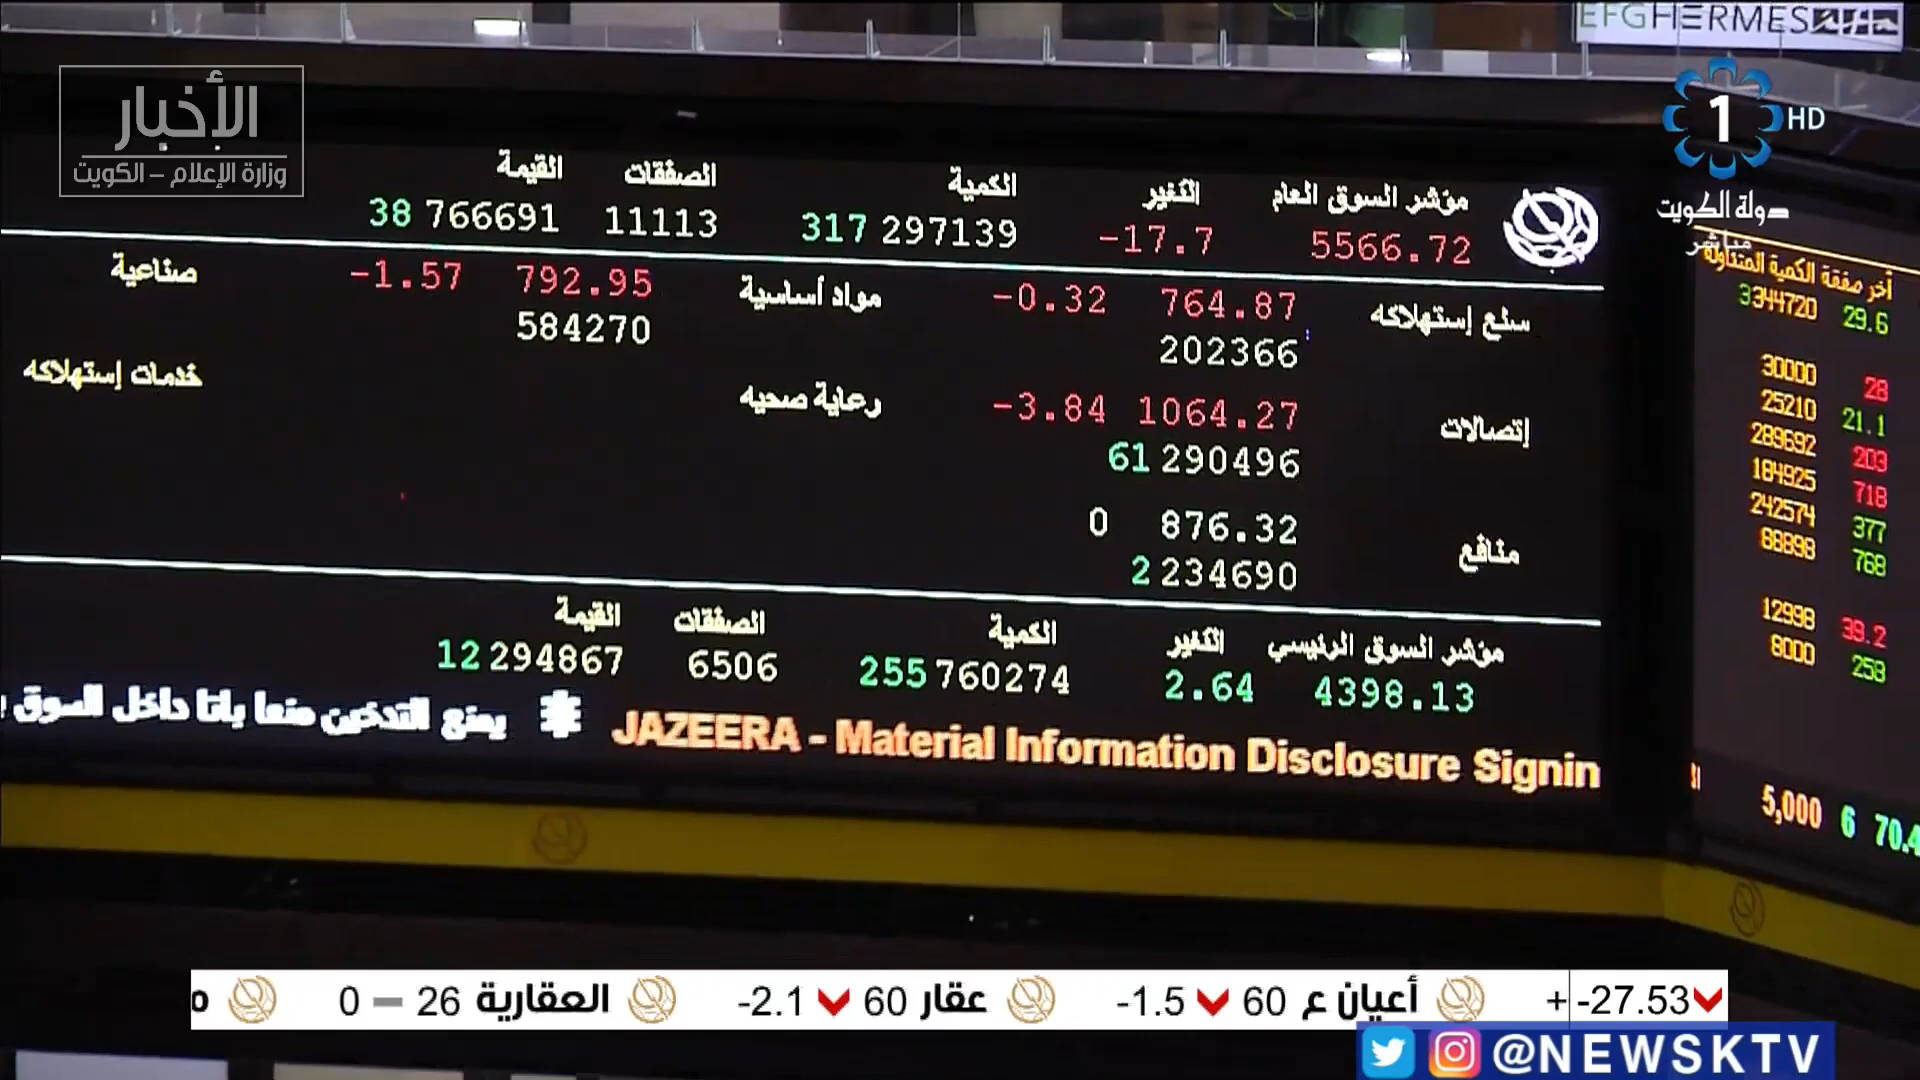 EFGHERMES
الأخبار
وزارة الإعلام – الكويت
1 HD
دولة الكويت
مباشر
مؤشر السوق العام التغير الكمية الصفقات القيمة
5566.72 -17.7 317 297139 11113 38 766691
سلع إستهلاكه 764.87 -0.32 مواد أساسية 792.95 -1.57 صناعية
202366 584270
إتصالات 1064.27 -3.84 رعاية صحيه خدمات إستهلاكه
61 290496
منافع 876.32 0
2 234690
مؤشر السوق الرئيسي التغير الكمية الصفقات القيمة
4398.13 2.64 255 760274 6506 12 294867
JAZEERA - Material Information Disclosure Signin
يمنع التدخين منعا باتا داخل السوق
أخر صفقة الكمية المتداولة
29.6 3344720
28 30000
21.1 25210
203 289692
718 184925
377 242574
768 88898
39.2 12998
258 8000
5,000 6 70.4
+ -27.53
أعيان ع 60 -1.5
عقار 60 -2.1
العقارية 26 0
@NEWSKTV